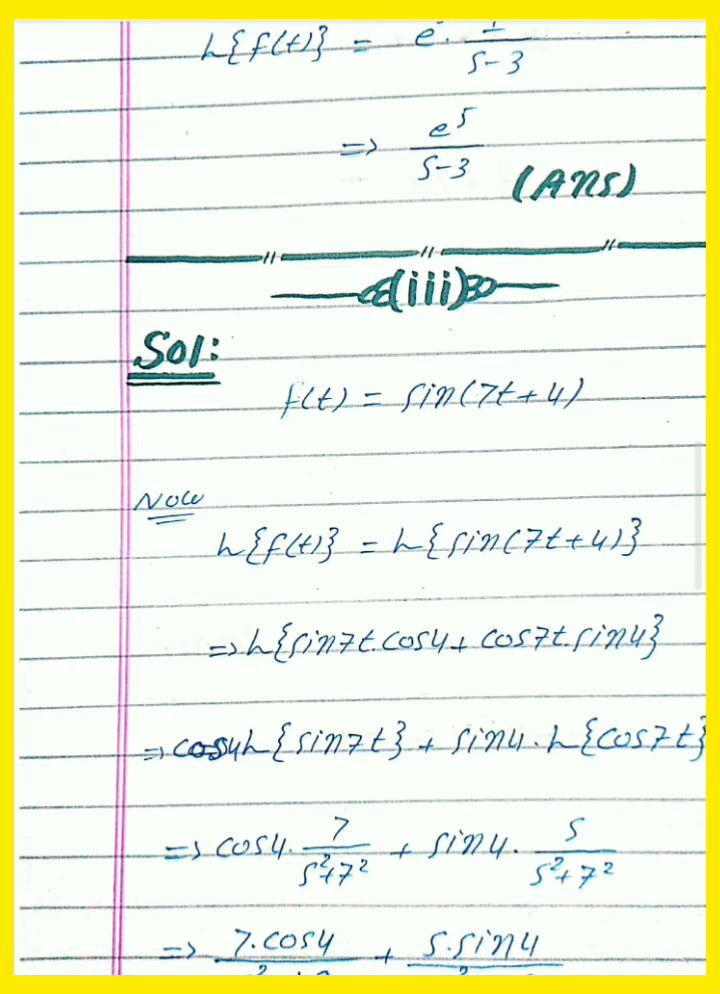 L{f(t)} = e. 1/s-3
=> e⁵/s-3
(Ans)
(iii)
Sol:
f(t) = sin(7t+4)
Now
L{f(t)} = L{sin(7t+4)}
=> L{sin7t.cos4 + cos7t.sin4}
=> cos4 L{sin7t} + sin4.L{cos7t}
=> cos4. 7/s²+7² + sin4. s/s²+7²
=> 7.cos4 + s.sin4